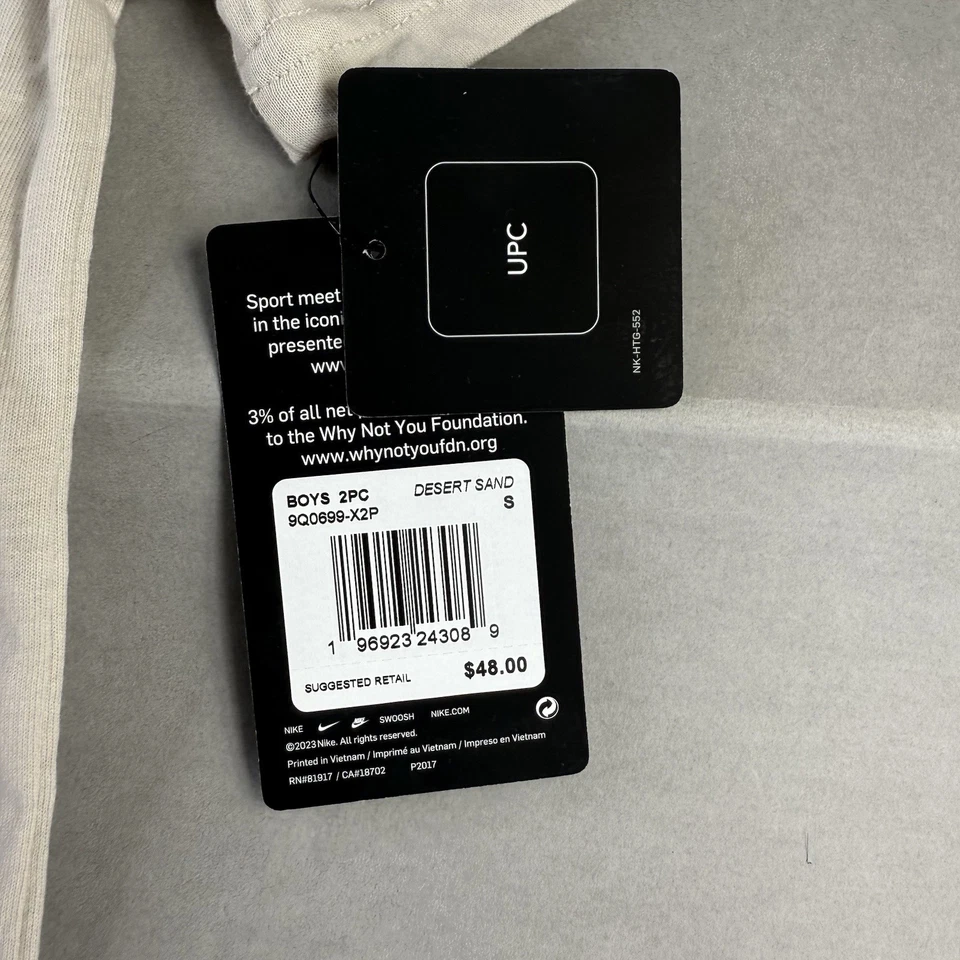 UPC
NK-HTG-552
Sport meet
in the iconi
presente
www
3% of all net
to the Why Not You Foundation.
www.whynotyoufdn.org
BOYS 2PC DESERT SAND
9Q0699-X2P S
1 96923 24308 9
SUGGESTED RETAIL $48.00
NIKE SWOOSH NIKE.COM
©2023 Nike. All rights reserved.
Printed in Vietnam / Imprimé au Vietnam / Impreso en Vietnam
RN#81917 / CA#18702 P2017